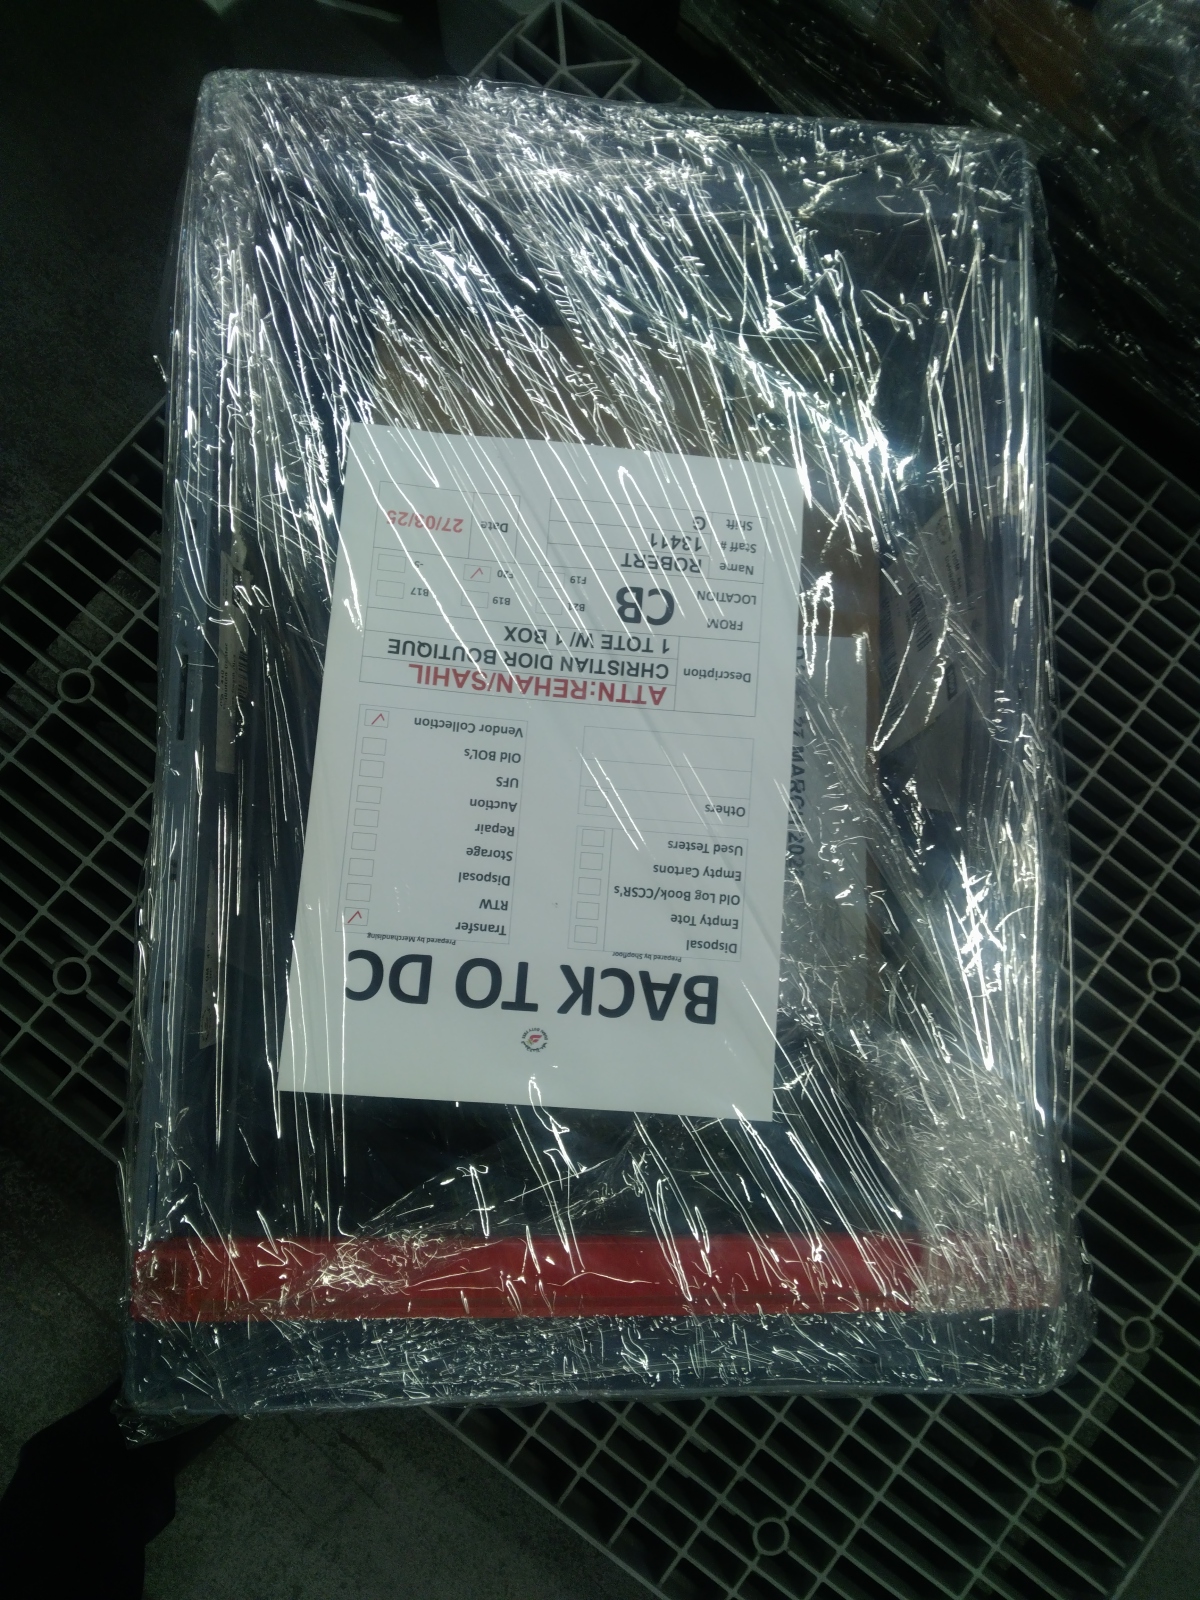 BACK TO DC
Prepared by Shopfloor
Prepared by Merchandising
Disposal
Empty Tote
Old Log Book/CCSR's
Empty Cartons
Used Testers
Others
Transfer
RTW
Disposal
Storage
Repair
Auction
UFS
Old BOL's
Vendor Collection
Description
ATTN:REHAN/SAHIL
CHRISTIAN DIOR BOUTIQUE
1 TOTE W/ 1 BOX
FROM
LOCATION
CB
B21 B19 B17
F19 F20
Name ROBERT
Staff # 13411
Shift G
Date 27/03/25
MARCH